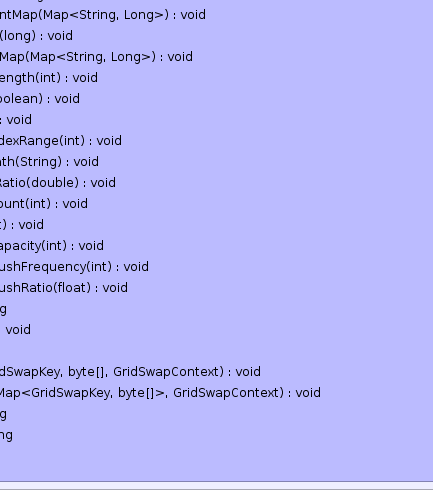 ntMap(Map<String, Long>) : void
(long) : void
Map(Map<String, Long>) : void
ength(int) : void
oolean) : void
: void
dexRange(int) : void
ath(String) : void
Ratio(double) : void
ount(int) : void
t) : void
apacity(int) : void
ushFrequency(int) : void
ushRatio(float) : void
g
void
dSwapKey, byte[], GridSwapContext) : void
Map<GridSwapKey, byte[]>, GridSwapContext) : void
g
ng